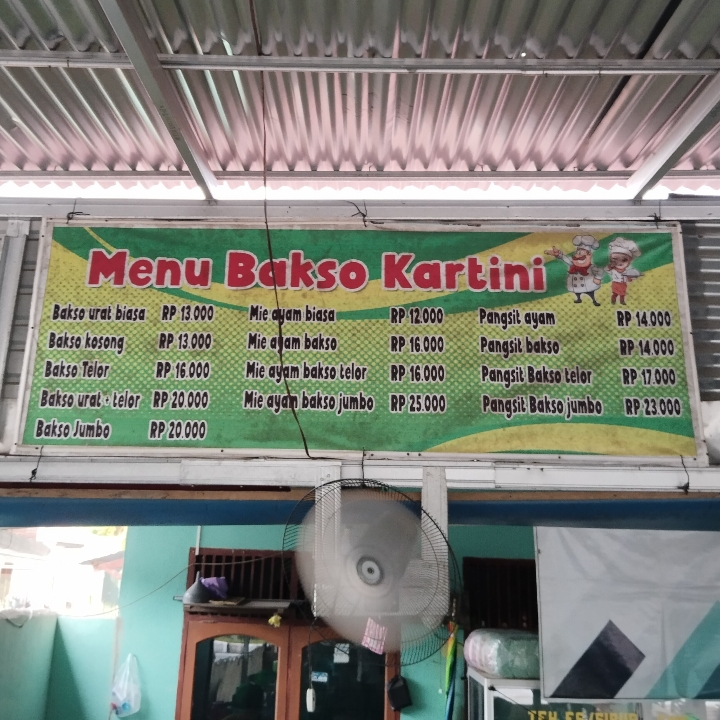 Menu Bakso Kartini
Bakso urat biasa RP 13.000
Bakso kosong RP 13.000
Bakso Telor RP 16.000
Bakso urat + telor RP 20.000
Bakso Jumbo RP 20.000
Mie ayam biasa RP 12.000
Mie ayam bakso RP 16.000
Mie ayam bakso telor RP 16.000
Mie ayam bakso jumbo RP 25.000
Pangsit ayam RP 14.000
Pangsit bakso RP 14.000
Pangsit Bakso telor RP 17.000
Pangsit Bakso jumbo RP 23.000